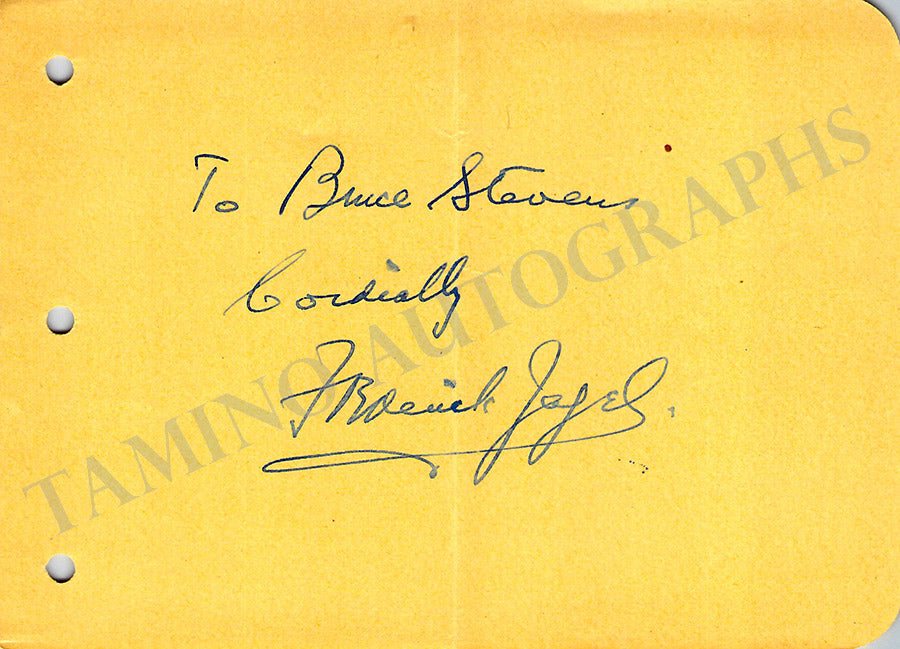 To Bruce Stevens
Cordially
Frederick Jagel.
TAMINO AUTOGRAPHS